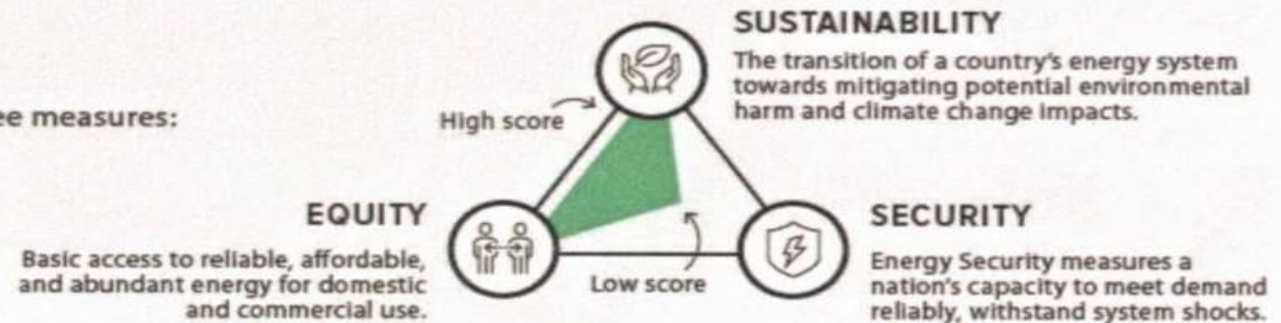 SUSTAINABILITY
The transition of a country's energy system
towards mitigating potential environmental
harm and climate change impacts.
measures:
High score
EQUITY
Basic access to reliable, affordable,
and abundant energy for domestic
and commercial use.
Low score
SECURITY
Energy Security measures a
nation's capacity to meet demand
reliably, withstand system shocks.